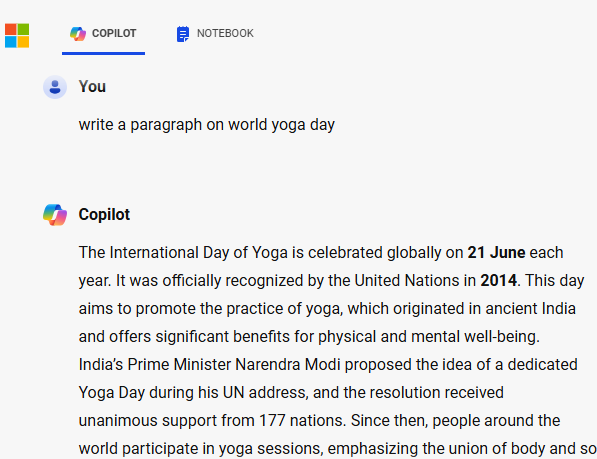 COPILOT NOTEBOOK
You
write a paragraph on world yoga day
Copilot
The International Day of Yoga is celebrated globally on 21 June each
year. It was officially recognized by the United Nations in 2014. This day
aims to promote the practice of yoga, which originated in ancient India
and offers significant benefits for physical and mental well-being.
India’s Prime Minister Narendra Modi proposed the idea of a dedicated
Yoga Day during his UN address, and the resolution received
unanimous support from 177 nations. Since then, people around the
world participate in yoga sessions, emphasizing the union of body and so